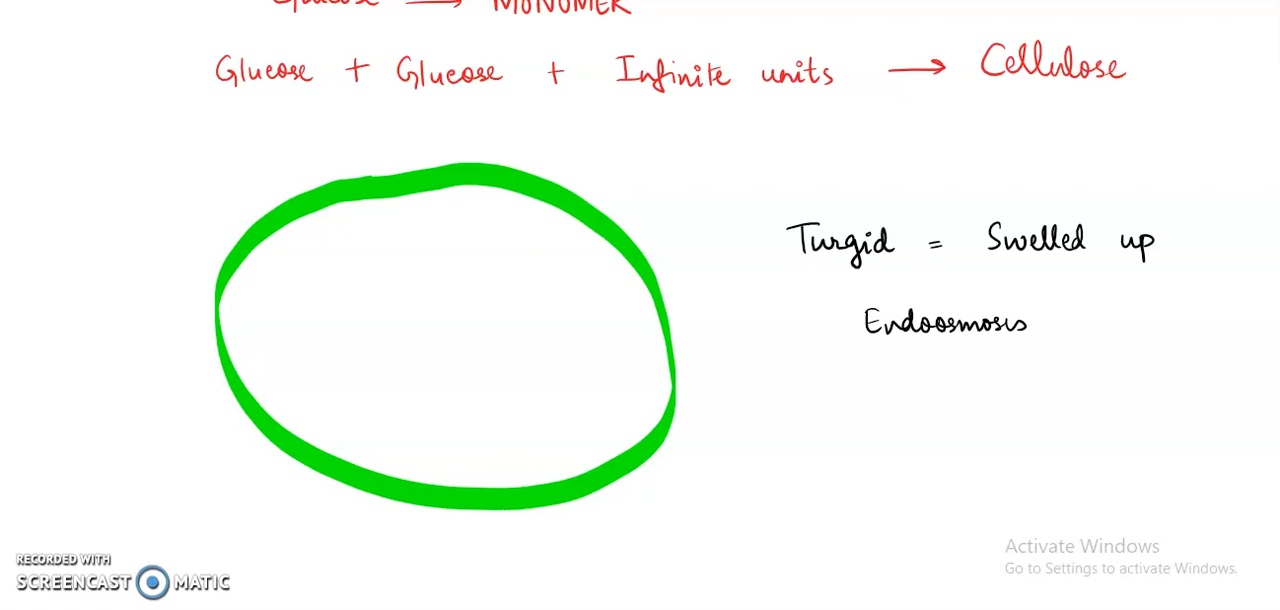 Glucose → MONOMER
Glucose + Glucose + Infinite units → Cellulose
Turgid = Swelled up
Endoosmosis
RECORDED WITH
SCREENCAST MATIC
Activate Windows
Go to Settings to activate Windows.